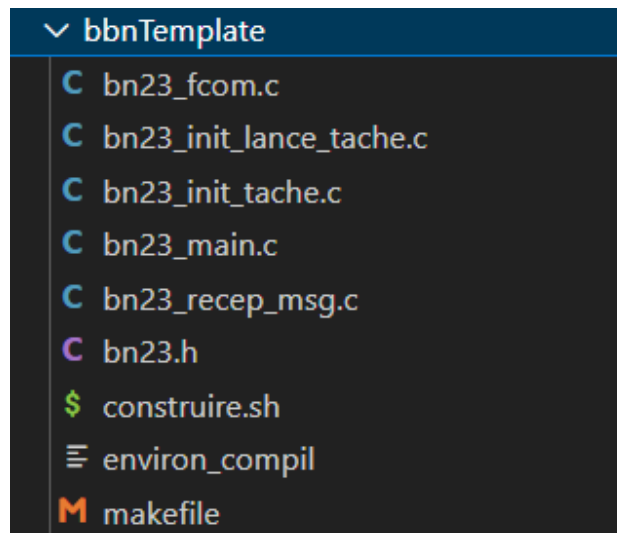 bbnTemplate
C bn23_fcom.c
C bn23_init_lance_tache.c
C bn23_init_tache.c
C bn23_main.c
C bn23_recep_msg.c
C bn23.h
$ construire.sh
environ_compil
M makefile